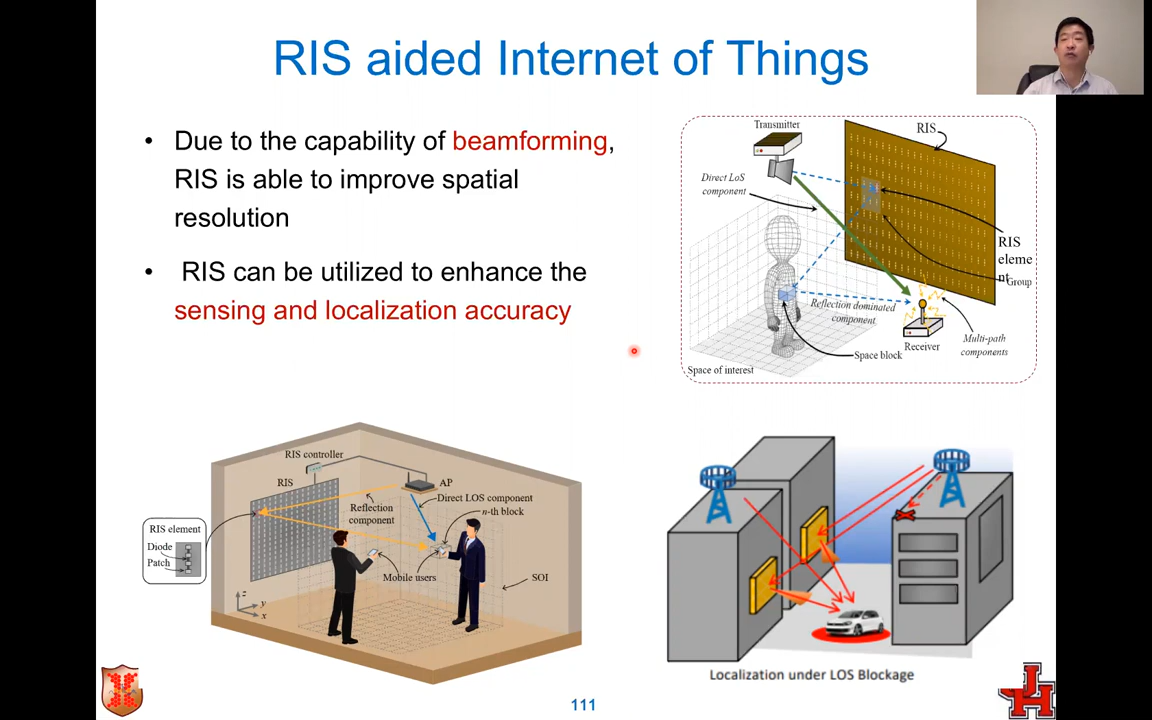 RIS aided Internet of Things
• Due to the capability of beamforming,
RIS is able to improve spatial
resolution
• RIS can be utilized to enhance the
sensing and localization accuracy
Transmitter
RIS
Direct LoS
component
RIS
eleme
nt
Group
Reflection dominated
component
Receiver
Multi-path
components
Space block
Space of interest
RIS controller
RIS
AP
Direct LOS component
Reflection
component
n-th block
RIS element
Diode
Patch
Mobile users
SOI
z
y
x
Localization under LOS Blockage
111
JH